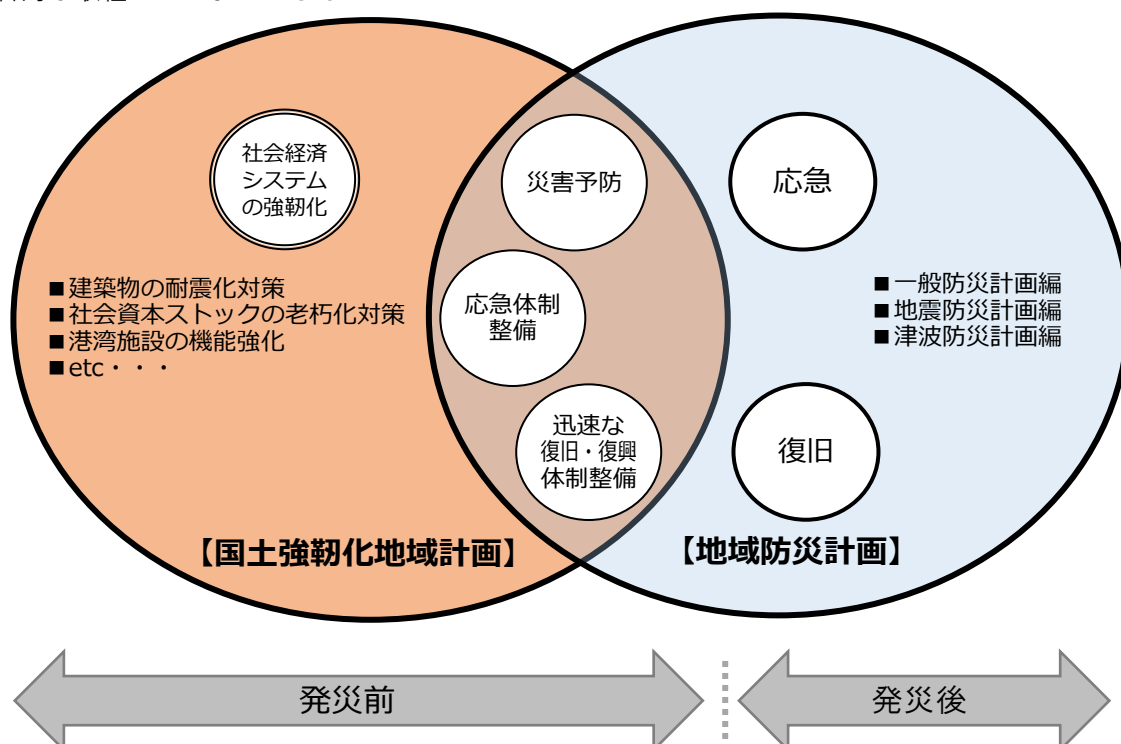 社会経済
システム
の強靭化
災害予防
応急
■建築物の耐震化対策
■社会資本ストックの老朽化対策
■港湾施設の機能強化
■etc・・・
応急体制
整備
■一般防災計画編
■地震防災計画編
■津波防災計画編
迅速な
復旧・復興
体制整備
復旧
【国土強靭化地域計画】
【地域防災計画】
発災前
発災後